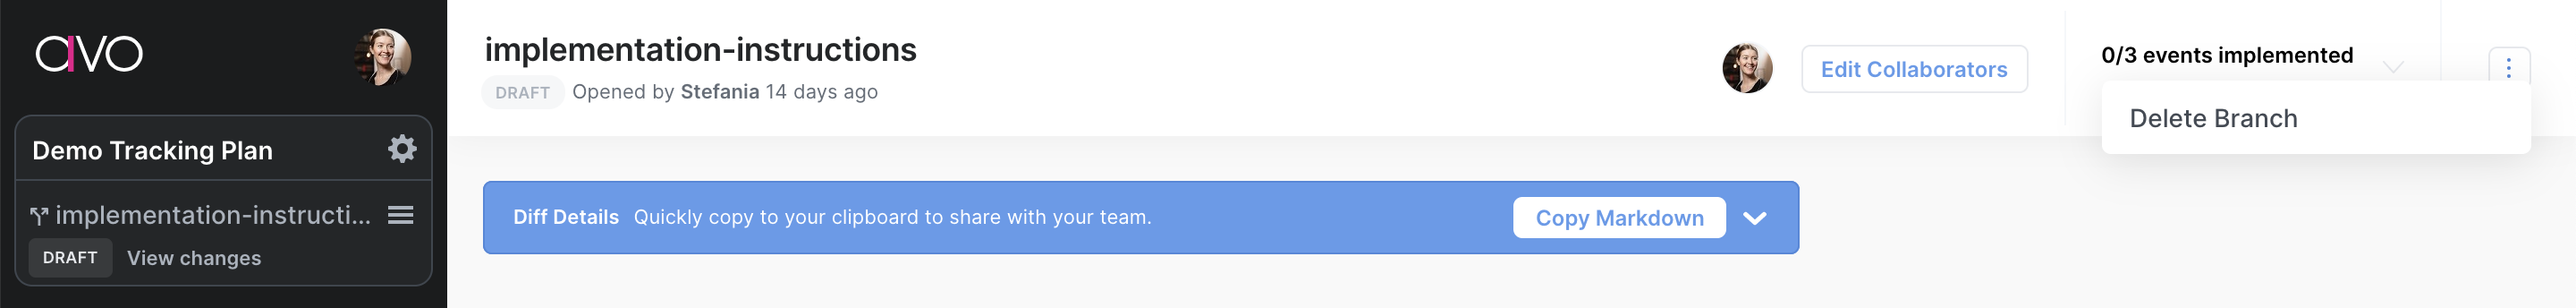 avo
Demo Tracking Plan
implementation-instructi...
DRAFT View changes
implementation-instructions
DRAFT Opened by Stefania 14 days ago
Edit Collaborators
0/3 events implemented
Delete Branch
Diff Details Quickly copy to your clipboard to share with your team.
Copy Markdown